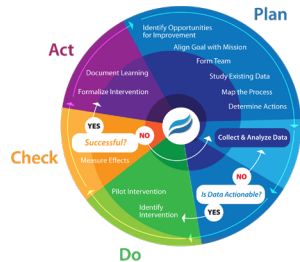 Plan
Identify Opportunities
for Improvement
Align Goal with Mission
Form Team
Study Existing Data
Map the Process
Determine Actions
Collect & Analyze Data
Is Data Actionable?
NO
YES
Do
Identify
Intervention
Pilot Intervention
Check
Measure Effects
Successful?
NO
YES
Act
Formalize Intervention
Document Learning